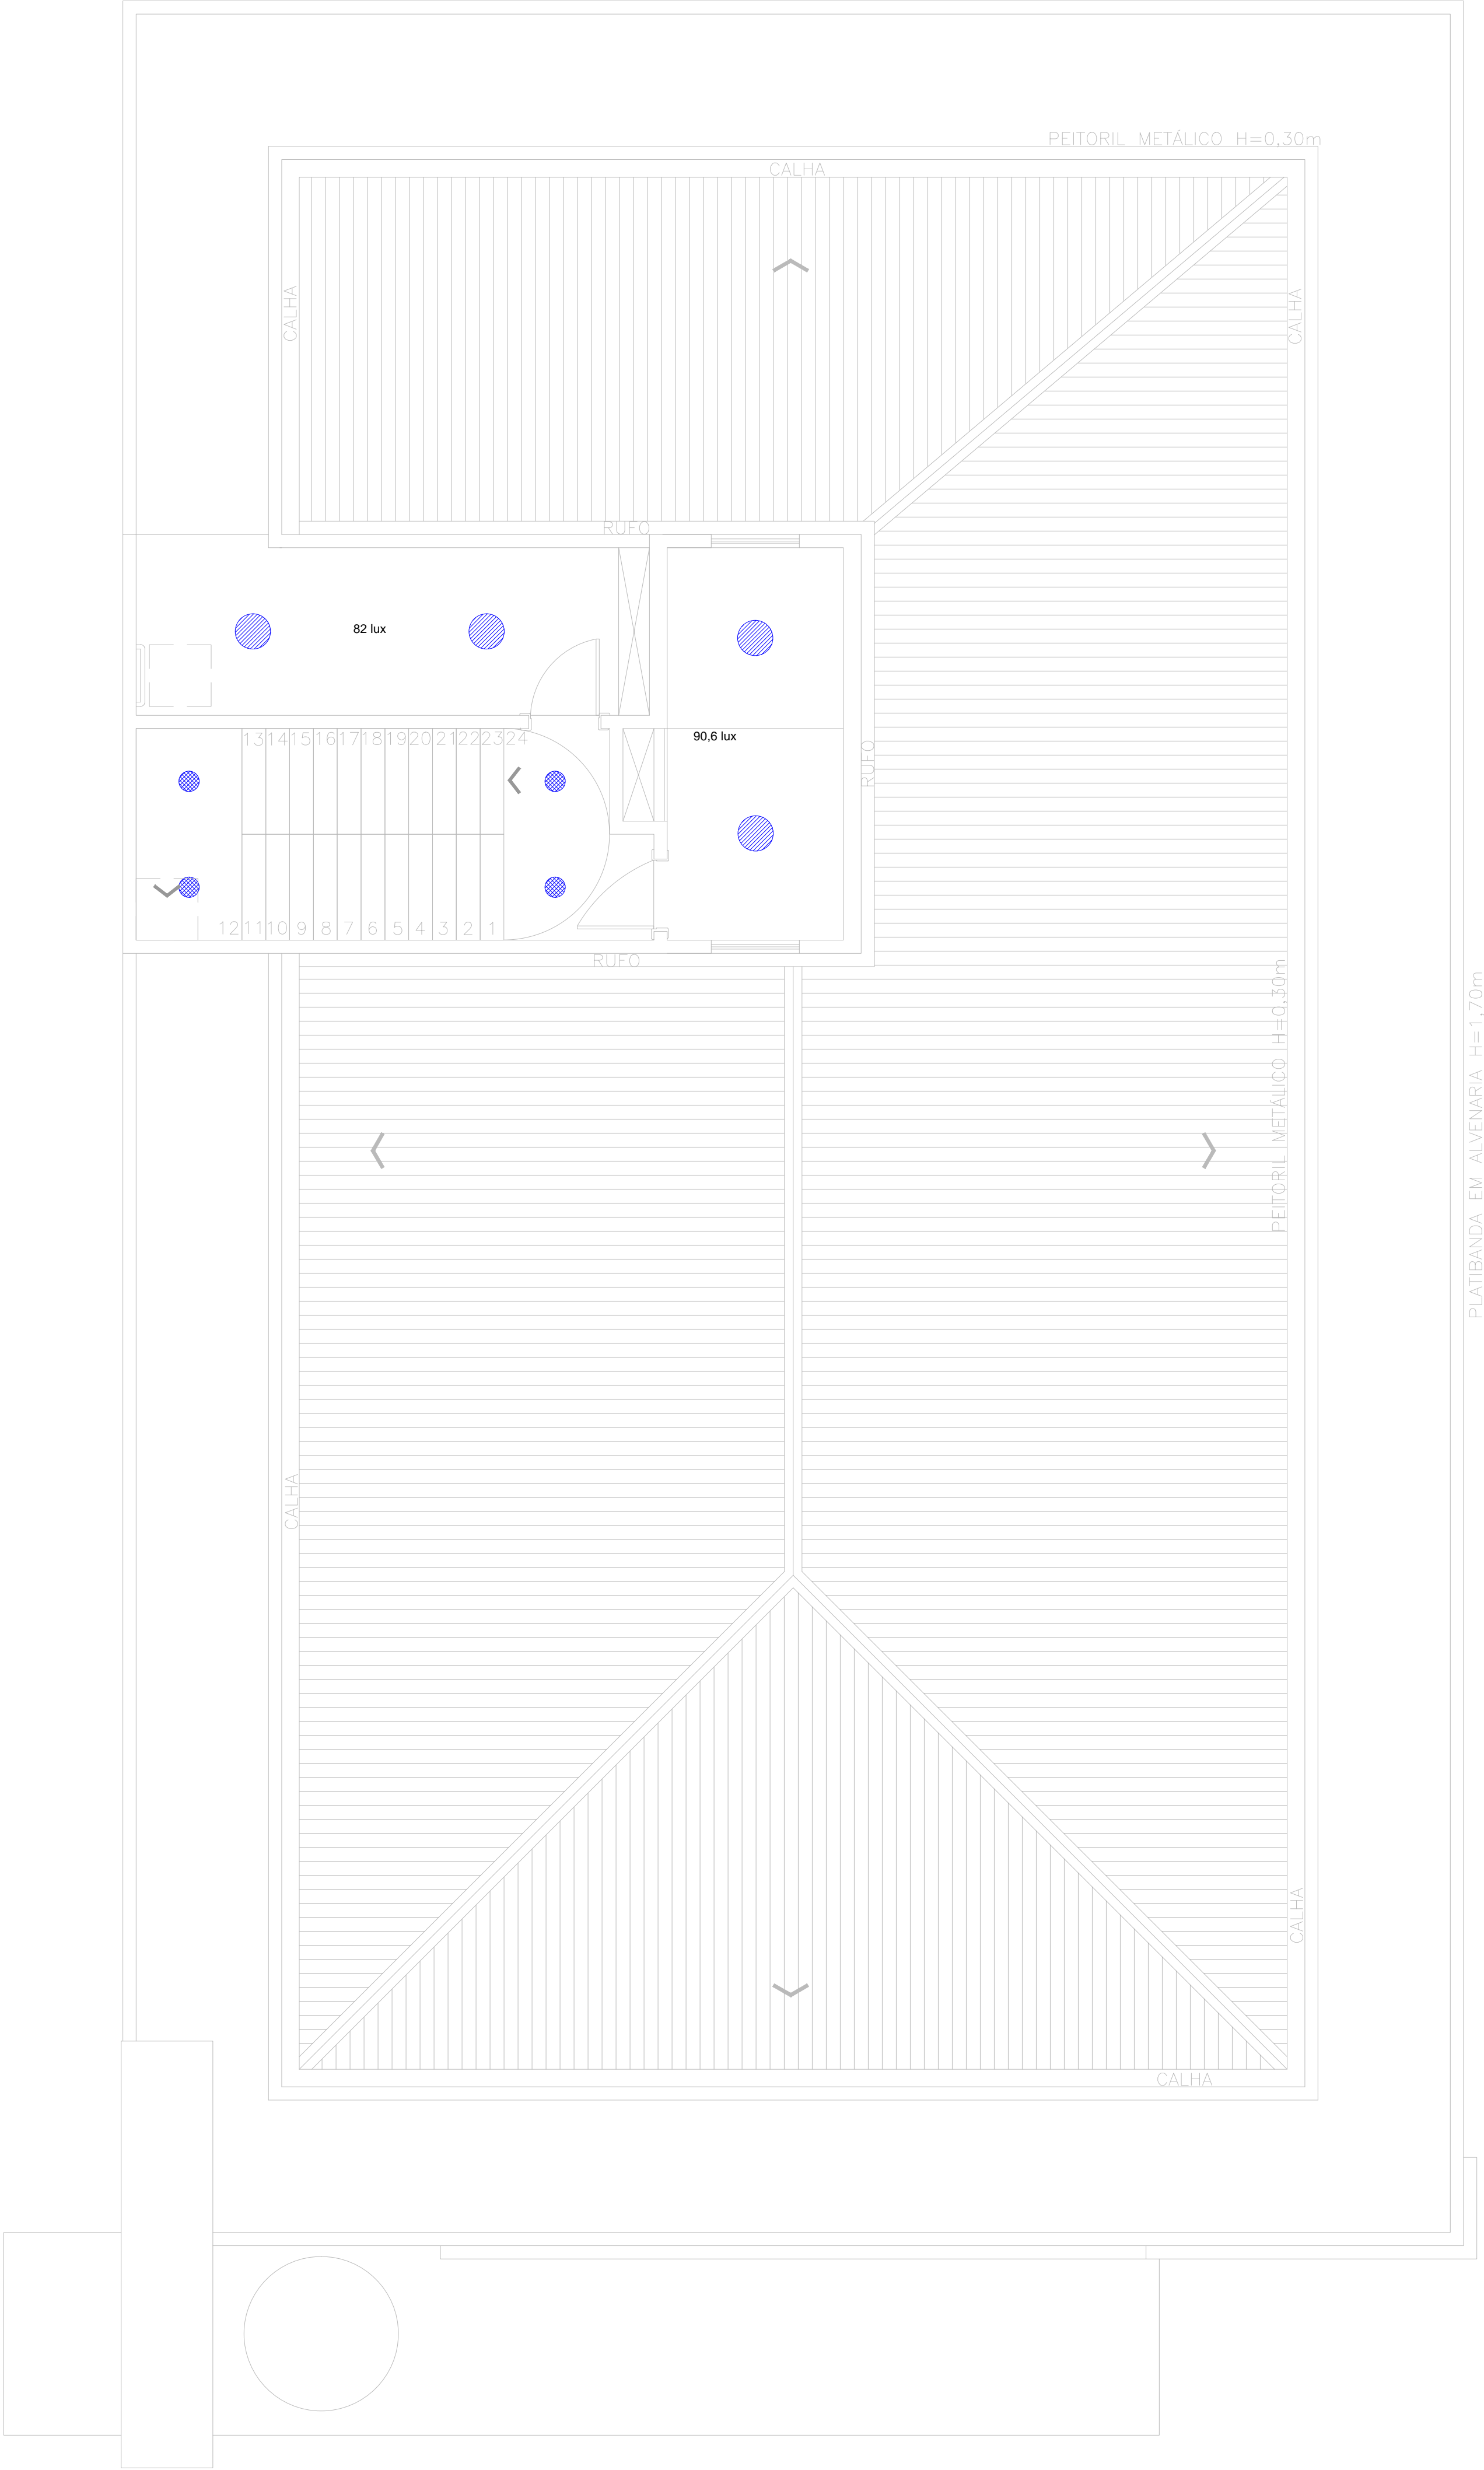 PEITORIL METÁLICO H=0,30m
CALHA
CALHA
CALHA
RUFO
82 lux
90,6 lux
13 14 15 16 17 18 19 20 21 22 23 24
RUFO
12 11 10 9 8 7 6 5 4 3 2 1
RUFO
PEITORIL METÁLICO H=0,30m
PLATIBANDA EM ALVENARIA H=1,70m
CALHA
CALHA
CALHA